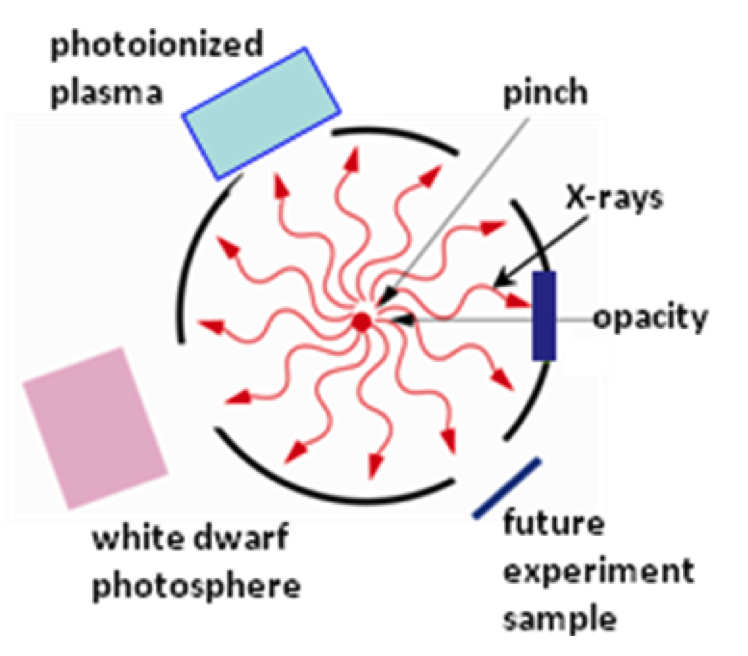 photoionized
plasma
pinch
X-rays
opacity
white dwarf
photosphere
future
experiment
sample